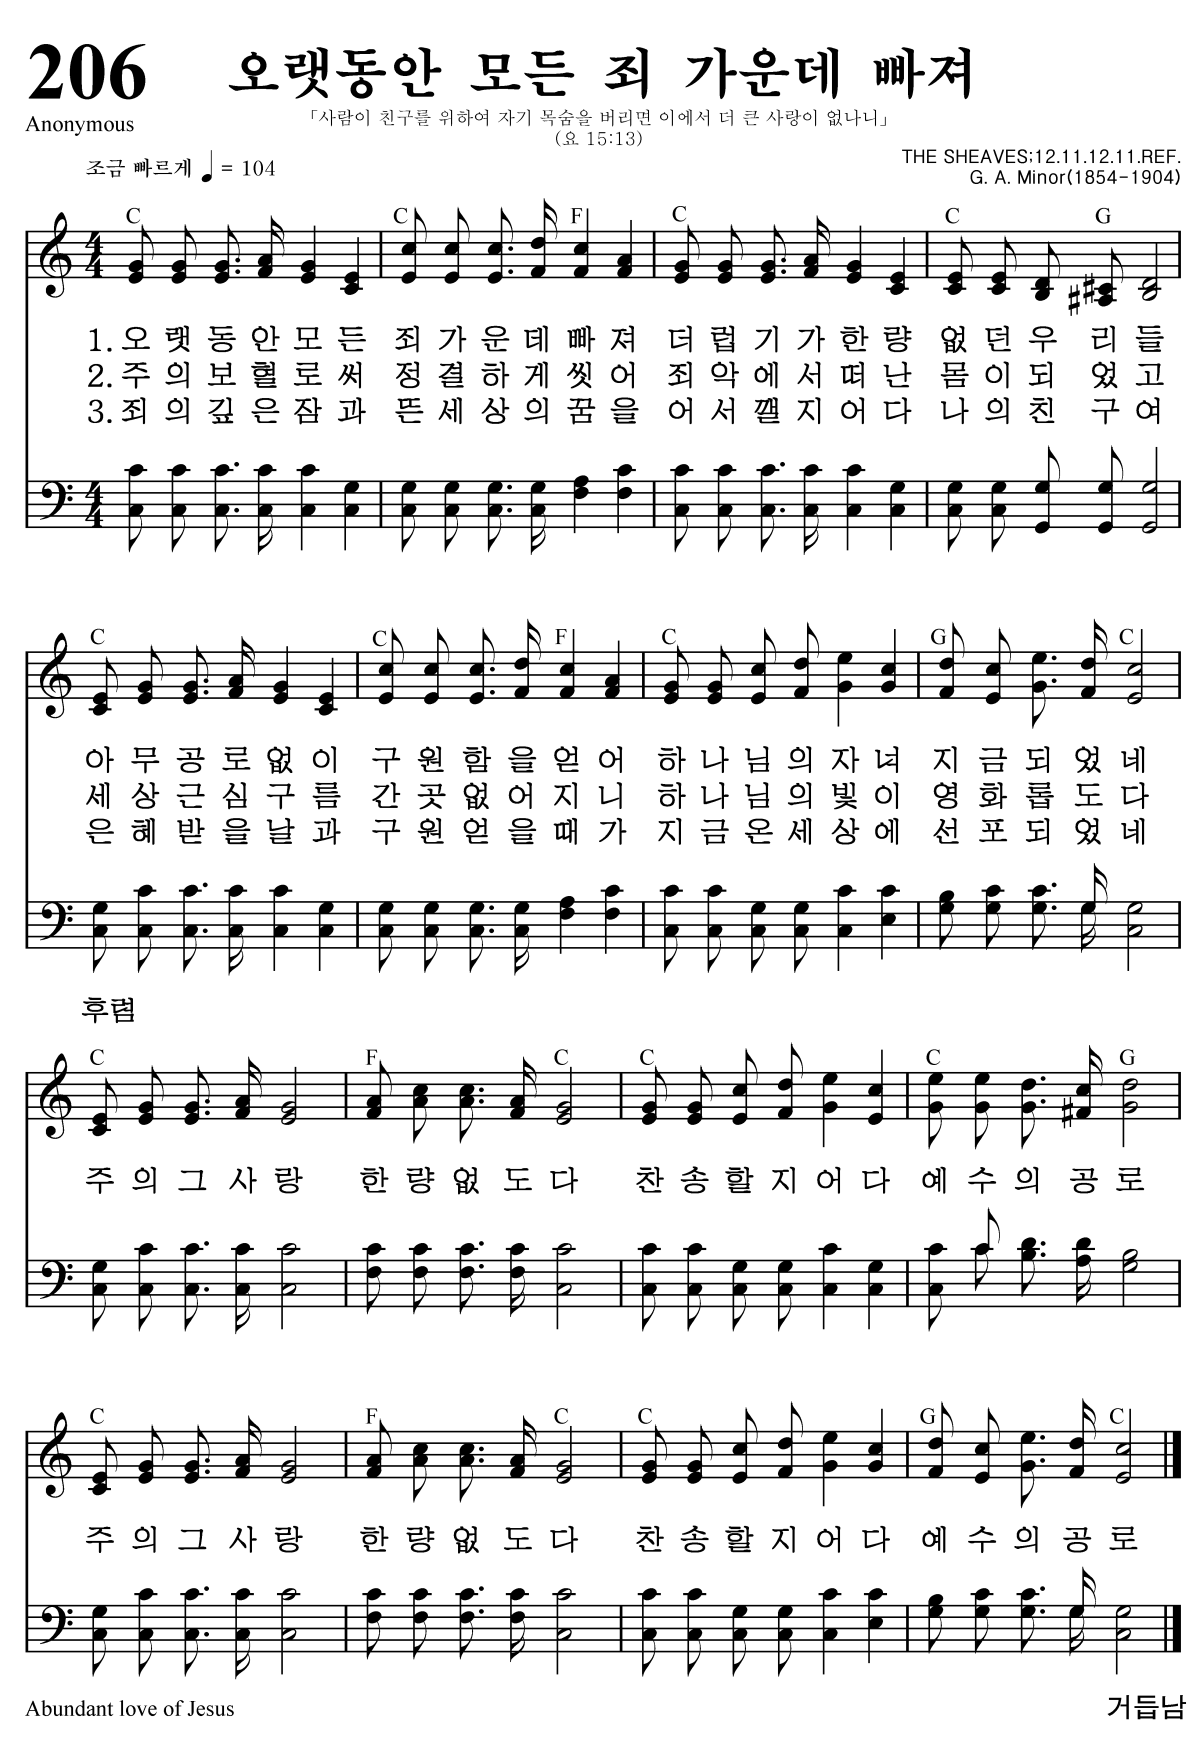 206 오랫동안 모든 죄 가운데 빠져
「사람이 친구를 위하여 자기 목숨을 버리면 이에서 더 큰 사랑이 없나니」
Anonymous
(요 15:13)
조금 빠르게 ♩ = 104
THE SHEAVES;12.11.12.11.REF.
G. A. Minor(1854-1904)
C C F C C G
4 4
1. 오 랫 동 안 모 든 죄 가 운 데 빠 져 더 럽 기 가 한 량 없 던 우 리 들
2. 주 의 보 혈 로 써 정 결 하 게 씻 어 죄 악 에 서 떠 난 몸 이 되 었 고
3. 죄 의 깊 은 잠 과 뜬 세 상 의 꿈 을 어 서 깰 지 어 다 나 의 친 구 여
4 4
C C F C G C
아 무 공 로 없 이 구 원 함 을 얻 어 하 나 님 의 자 녀 지 금 되 었 네
세 상 근 심 구 름 간 곳 없 어 지 니 하 나 님 의 빛 이 영 화 롭 도 다
은 혜 받 을 날 과 구 원 얻 을 때 가 지 금 온 세 상 에 선 포 되 었 네
후렴
C F C C C G
주 의 그 사 랑 한 량 없 도 다 찬 송 할 지 어 다 예 수 의 공 로
C F C C G C
주 의 그 사 랑 한 량 없 도 다 찬 송 할 지 어 다 예 수 의 공 로
Abundant love of Jesus 거듭남